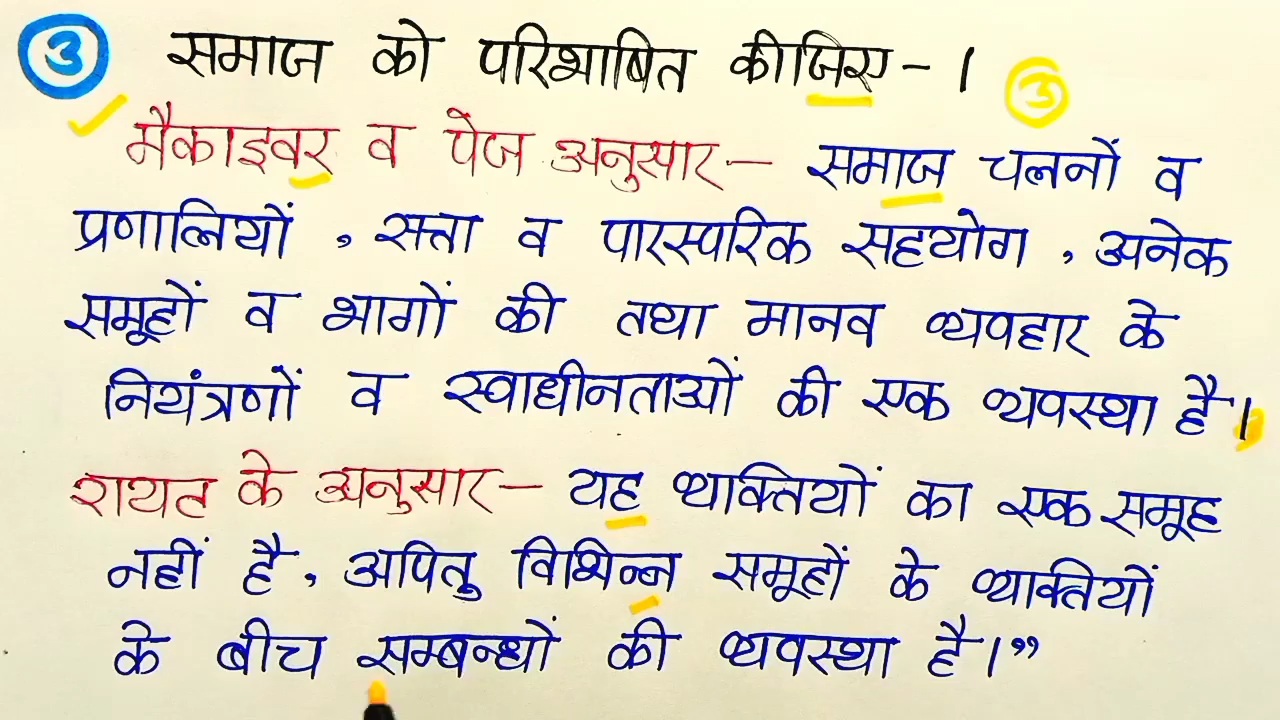 ③ समाज को परिभाषित कीजिए - ।
③
मैकाइवर व पेज अनुसार - समाज चलनों व
प्रणालियों , सत्ता व पारस्परिक सहयोग , अनेक
समूहों व भागों की तथा मानव व्यवहार के
नियंत्रणों व स्वाधीनताओं की एक व्यवस्था है।
रायट के अनुसार - यह व्यक्तियों का एक समूह
नहीं है , अपितु विभिन्न समूहों के व्यक्तियों
के बीच सम्बन्धों की व्यवस्था है।”